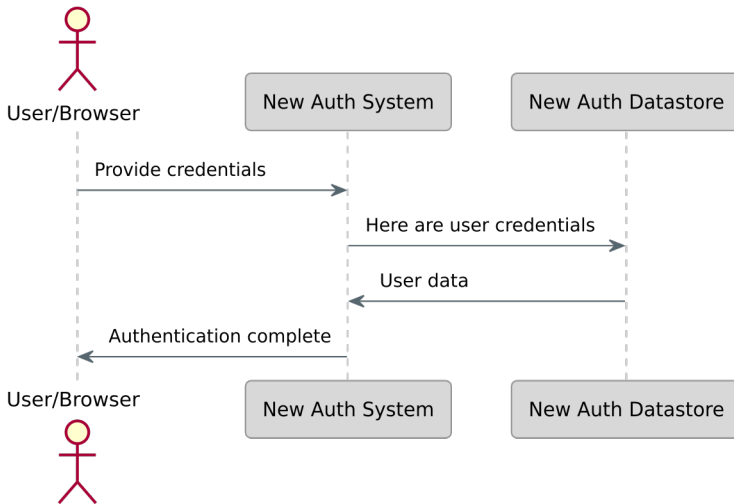 User/Browser
New Auth System
New Auth Datastore
Provide credentials
Here are user credentials
User data
Authentication complete
User/Browser
New Auth System
New Auth Datastore